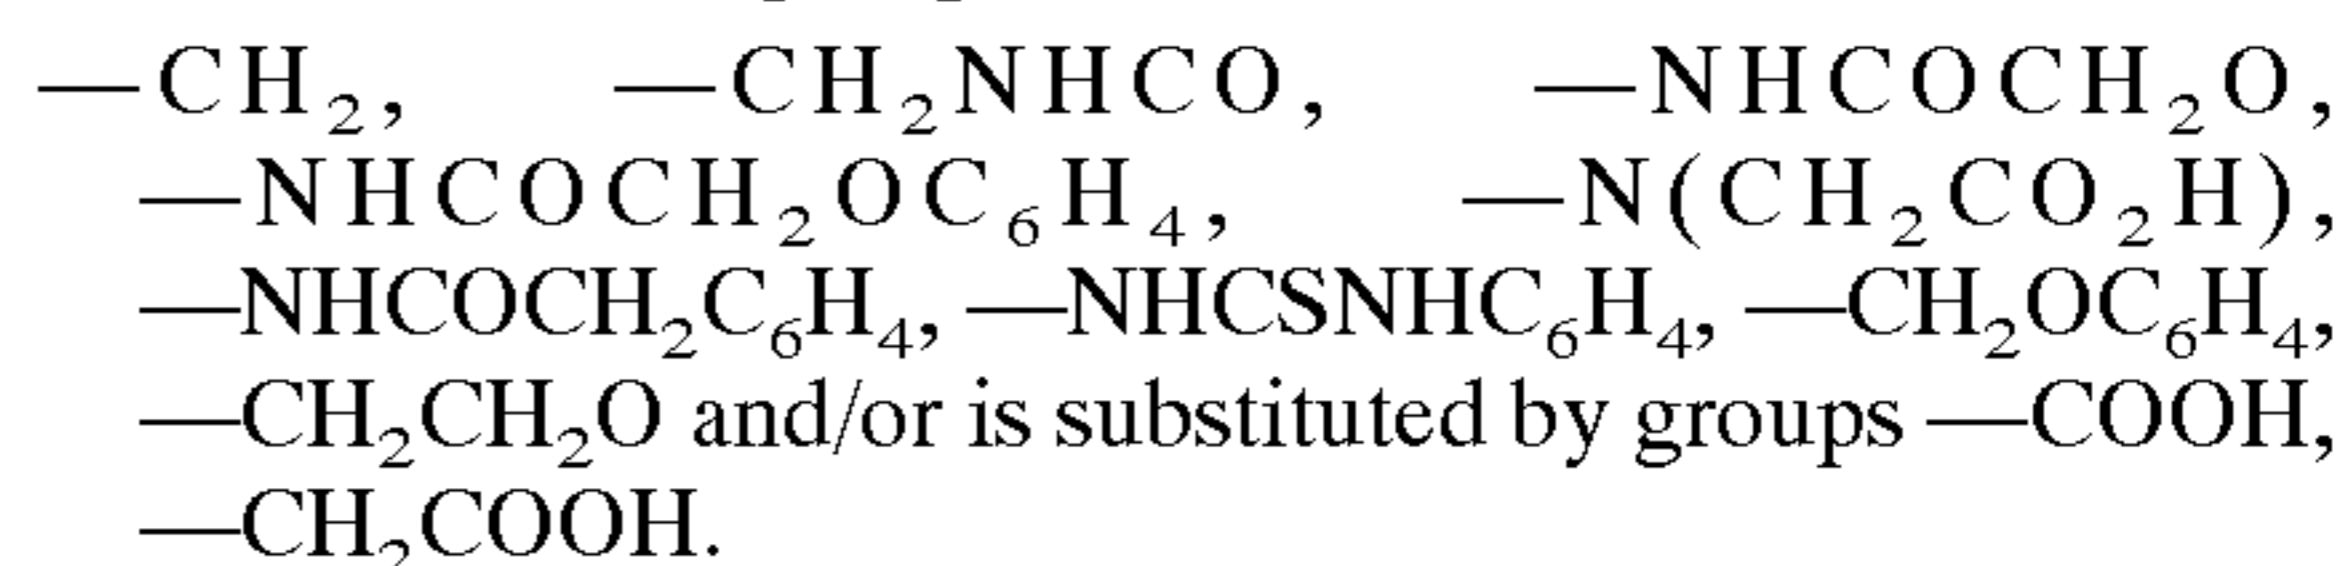 —CH₂, —CH₂NHCO, —NHCOCH₂O,
—NHCOCH₂OC₆H₄, —N(CH₂CO₂H),
—NHCOCH₂C₆H₄, —NHCSNHC₆H₄, —CH₂OC₆H₄,
—CH₂CH₂O and/or is substituted by groups —COOH,
—CH₂COOH.